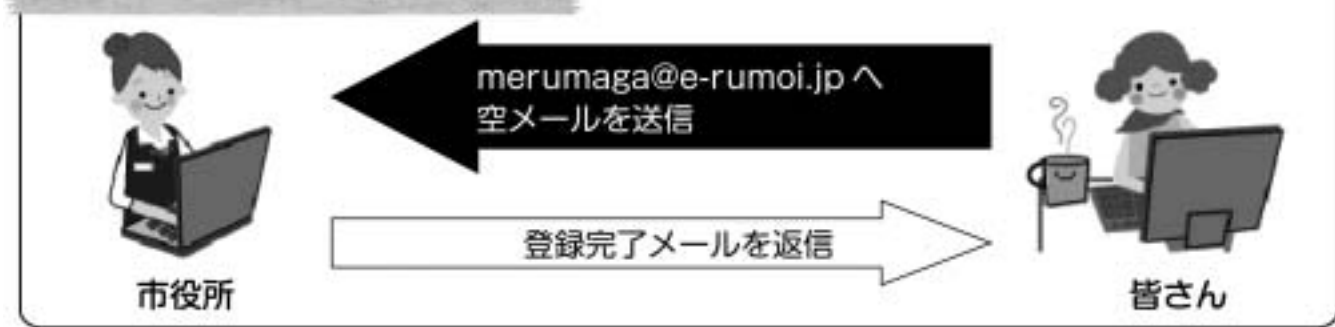 merumaga@e-rumoi.jp へ
空メールを送信
登録完了メールを返信
市役所
皆さん